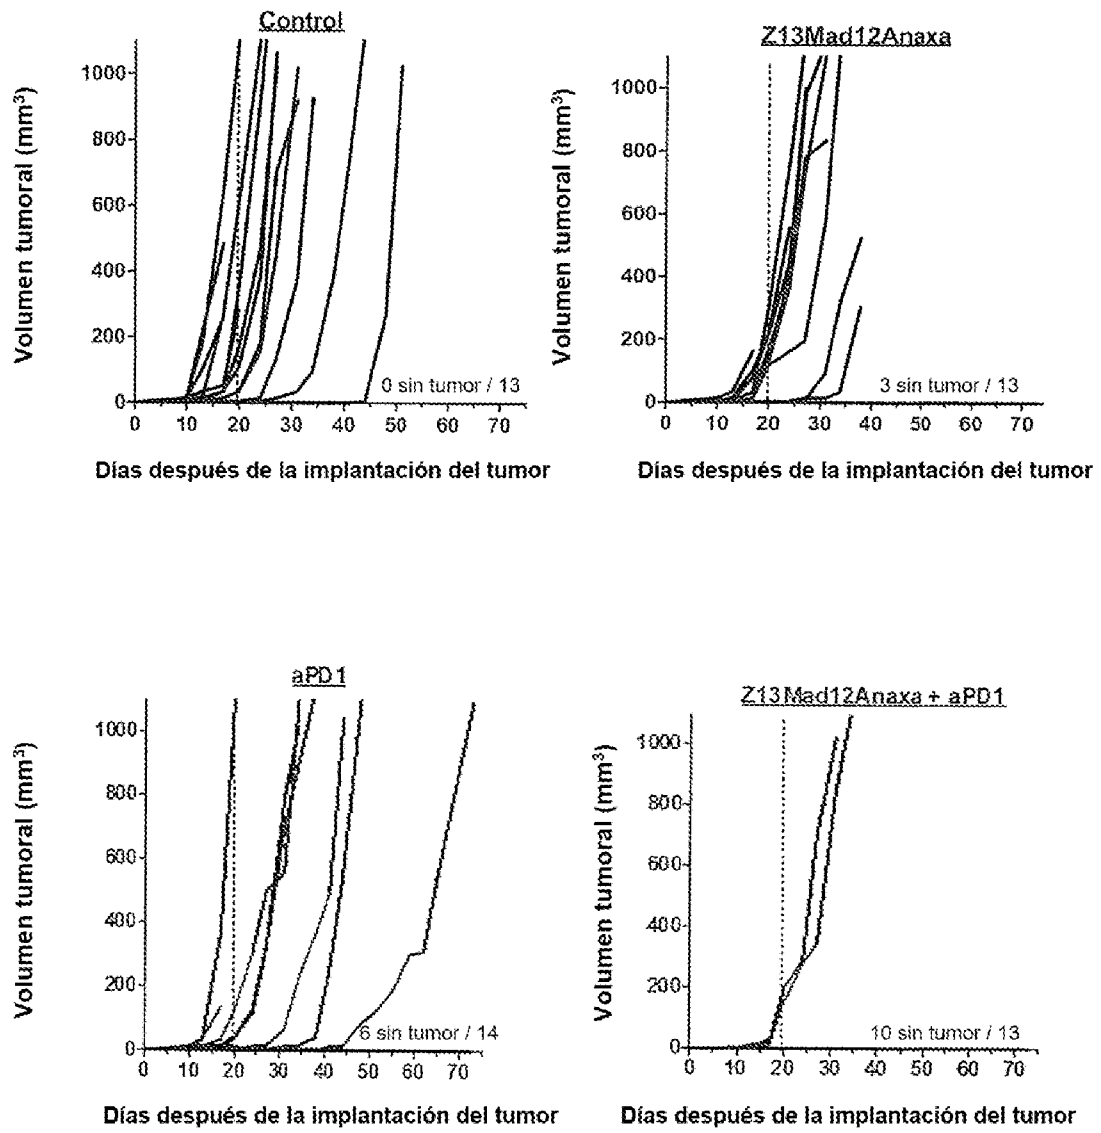 Control
Volumen tumoral (mm³)
1000
800
600
400
200
0
0 sin tumor / 13
0 10 20 30 40 50 60 70
Días después de la implantación del tumor
Z13Mad12Anaxa
Volumen tumoral (mm³)
1000
800
600
400
200
0
3 sin tumor / 13
0 10 20 30 40 50 60 70
Días después de la implantación del tumor
aPD1
Volumen tumoral (mm³)
1000
800
600
400
200
0
6 sin tumor / 14
0 10 20 30 40 50 60 70
Días después de la implantación del tumor
Z13Mad12Anaxa + aPD1
Volumen tumoral (mm³)
1000
800
600
400
200
0
10 sin tumor / 13
0 10 20 30 40 50 60 70
Días después de la implantación del tumor